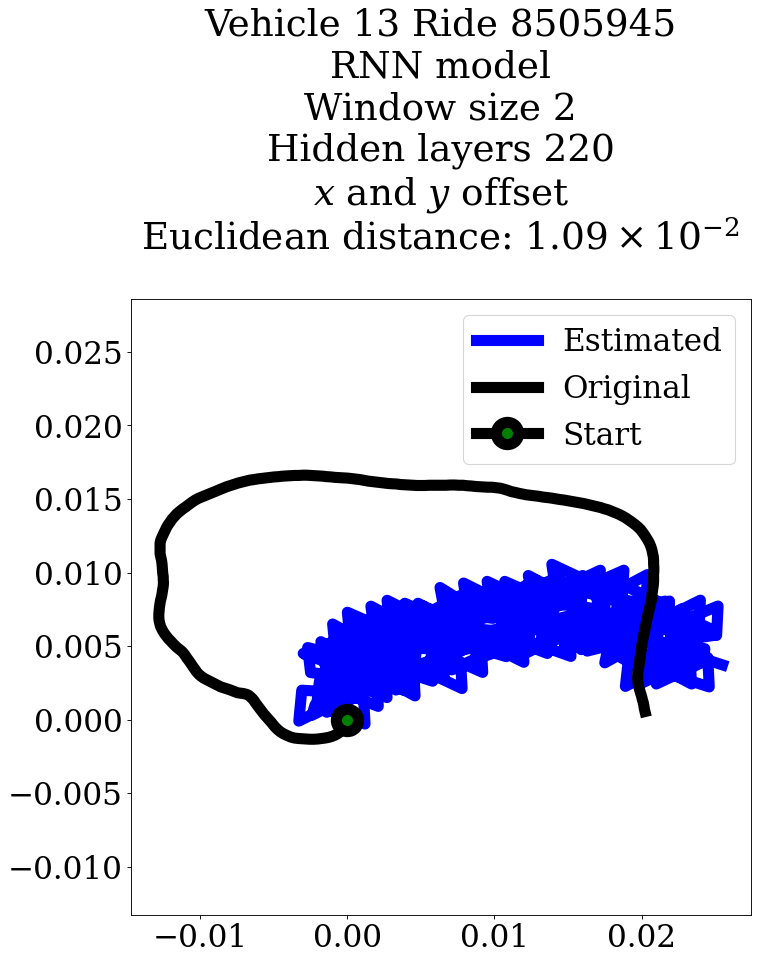 Vehicle 13 Ride 8505945
RNN model
Window size 2
Hidden layers 220
x and y offset
Euclidean distance: 1.09 × 10⁻²
Estimated
Original
Start
0.025
0.020
0.015
0.010
0.005
0.000
−0.005
−0.010
−0.01 0.00 0.01 0.02